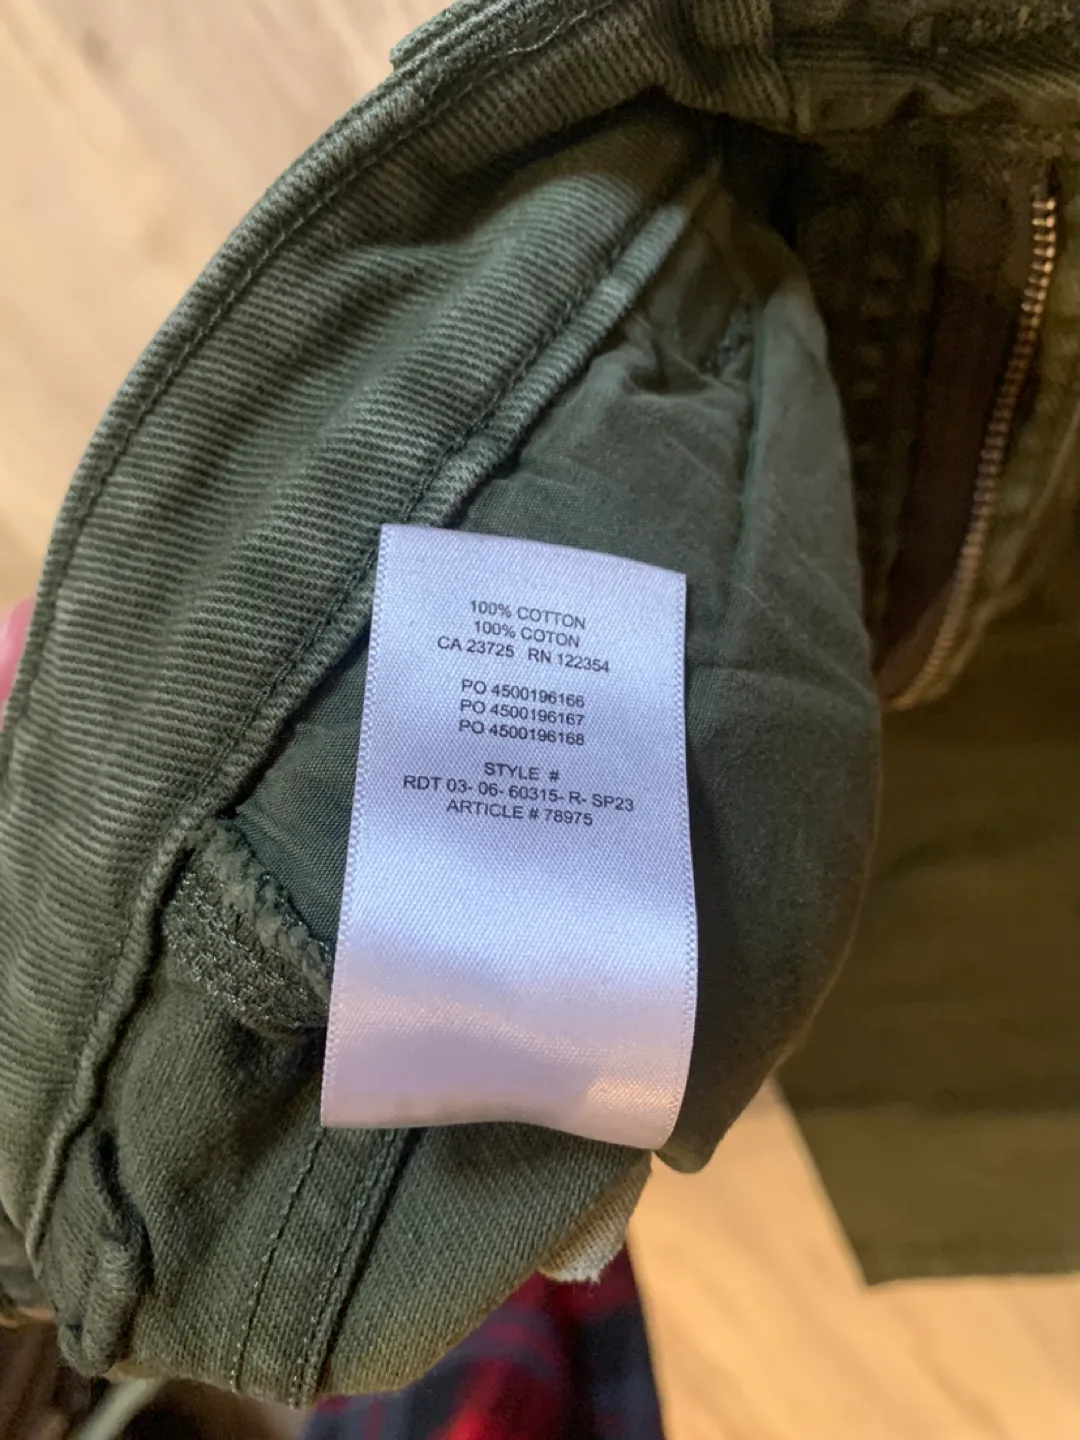 100% COTTON
100% COTON
CA 23725 RN 122354
PO 4500196166
PO 4500196167
PO 4500196168
STYLE #
RDT 03- 06- 60315- R- SP23
ARTICLE # 78975